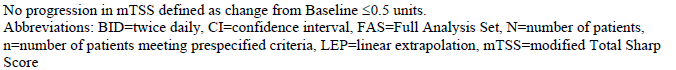 No progression in mTSS defined as change from Baseline ≤0.5 units.
Abbreviations: BID=twice daily, CI=confidence interval, FAS=Full Analysis Set, N=number of patients,
n=number of patients meeting prespecified criteria, LEP=linear extrapolation, mTSS=modified Total Sharp
Score